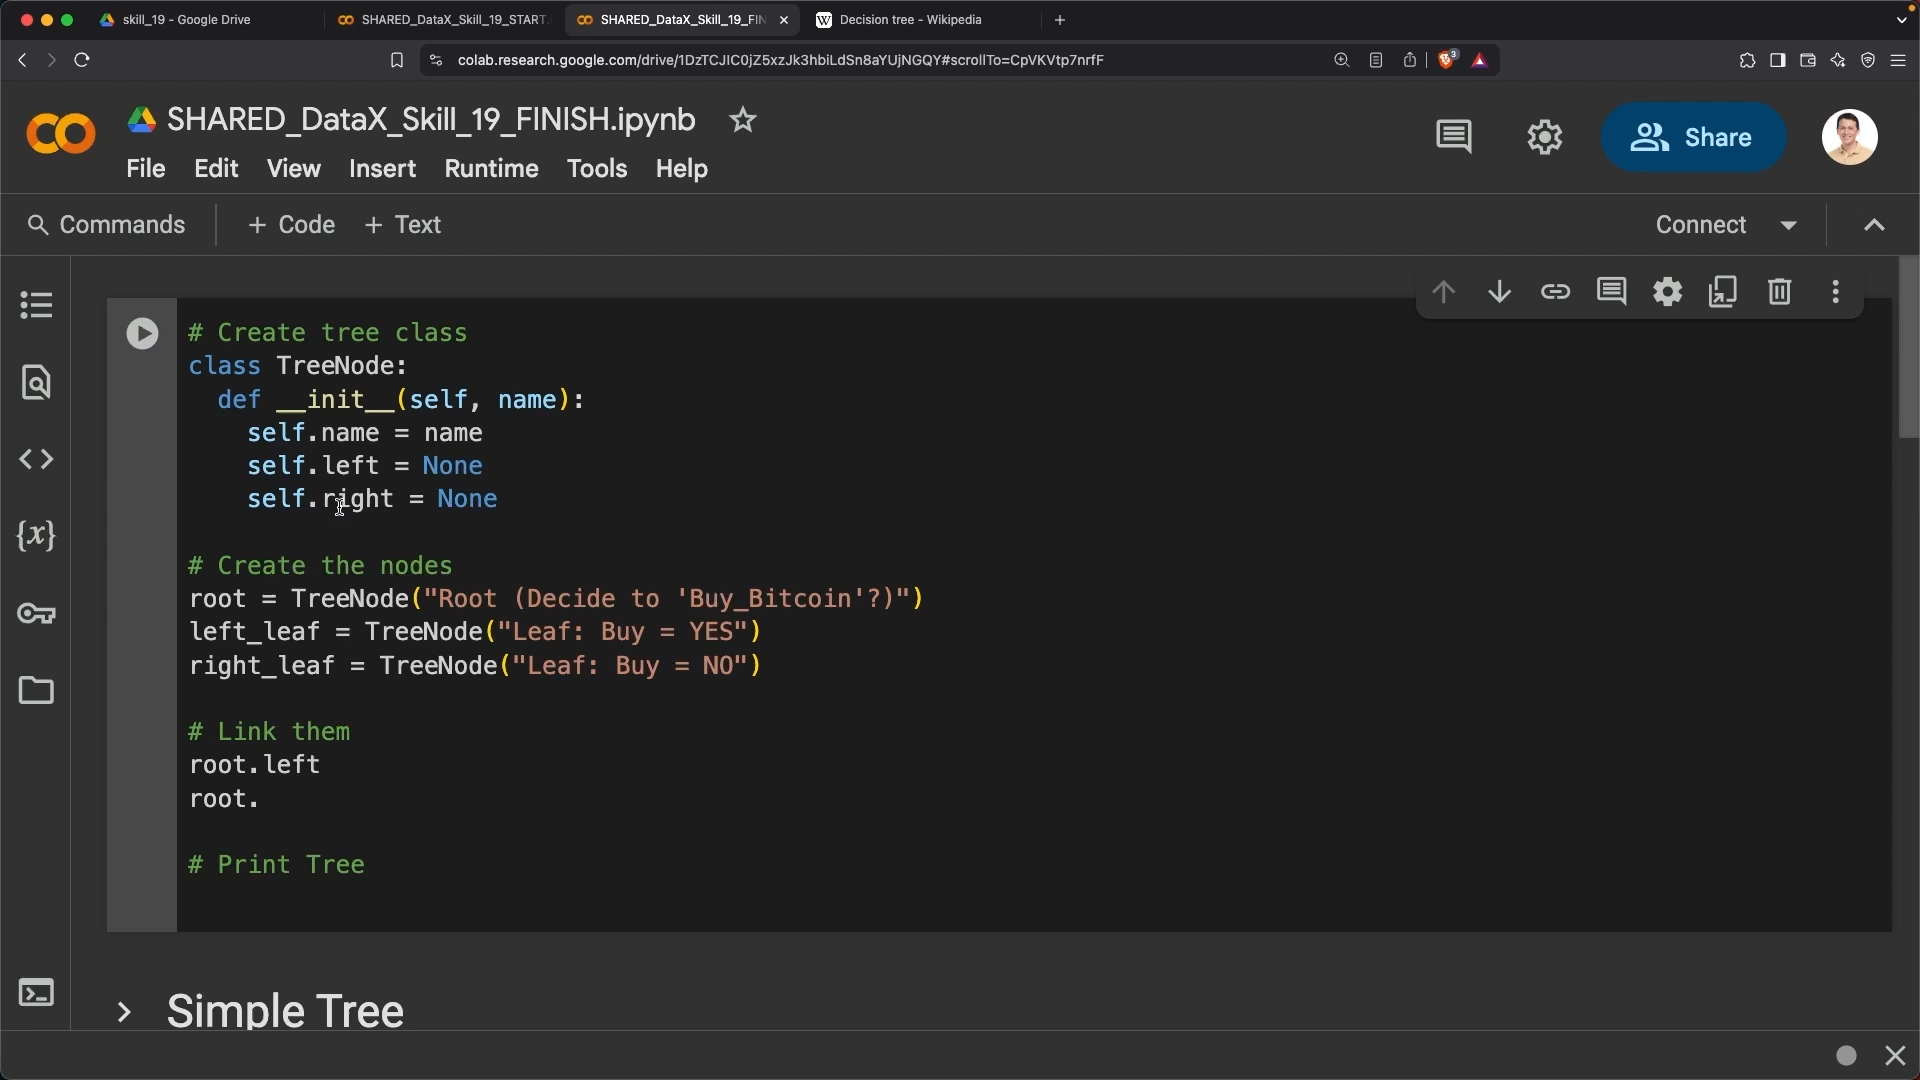 skill_19 - Google Drive
SHARED_DataX_Skill_19_START.
SHARED_DataX_Skill_19_FIN
Decision tree - Wikipedia
colab.research.google.com/drive/1DzTCJIC0jZ5xzJk3hbiLdSn8aYUjNGQY#scrollTo=CpVKVtp7nrfF
3
SHARED_DataX_Skill_19_FINISH.ipynb
File Edit View Insert Runtime Tools Help
Share
Commands + Code + Text
Connect
# Create tree class
class TreeNode:
def __init__(self, name):
self.name = name
self.left = None
self.right = None
# Create the nodes
root = TreeNode("Root (Decide to 'Buy_Bitcoin'?)")
left_leaf = TreeNode("Leaf: Buy = YES")
right_leaf = TreeNode("Leaf: Buy = NO")
# Link them
root.left
root.
# Print Tree
Simple Tree